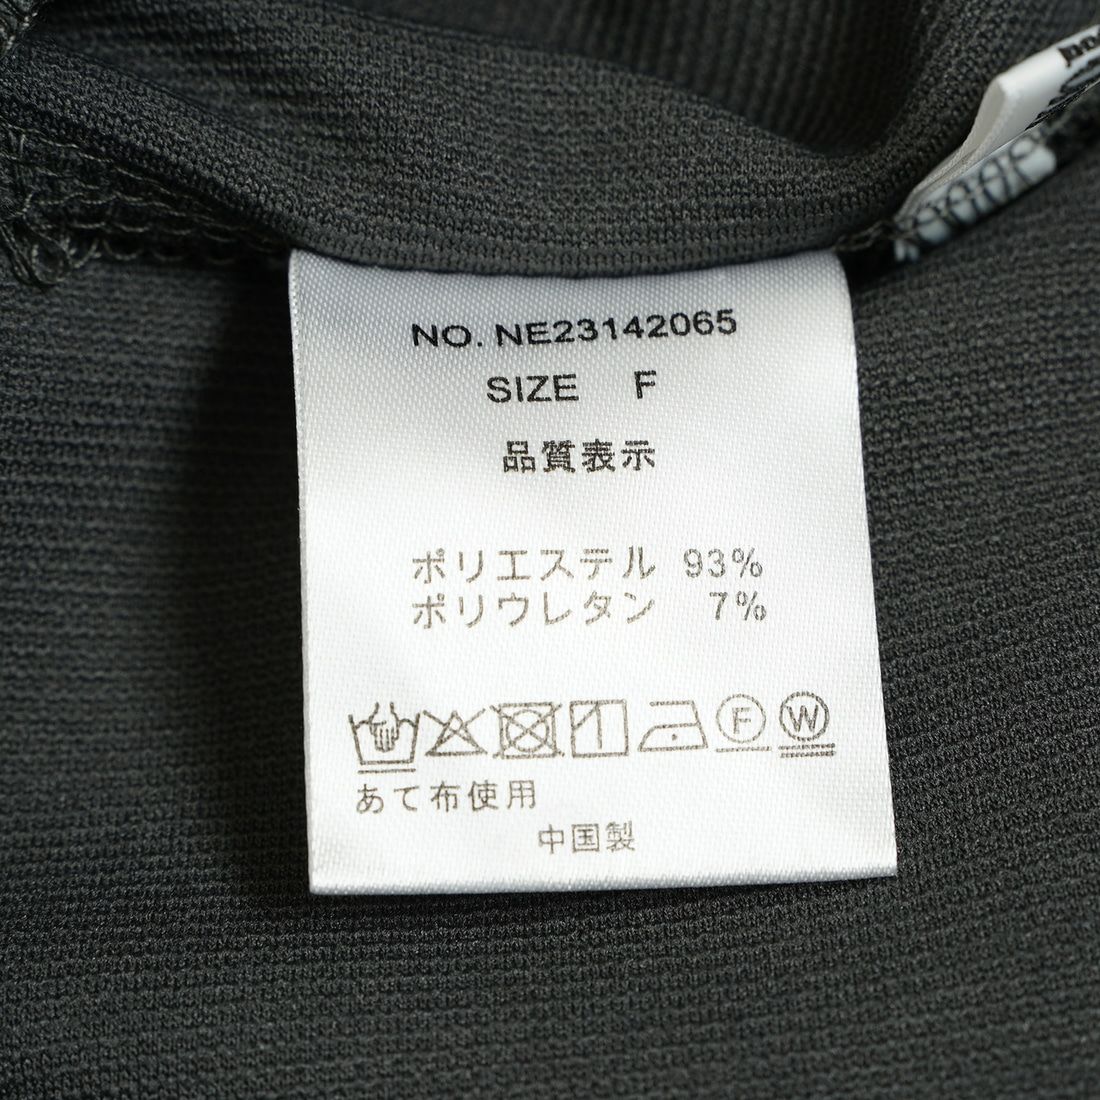 NO. NE23142065
SIZE F
品質表示
ポリエステル 93%
ポリウレタン 7%
F W
あて布使用
中国製